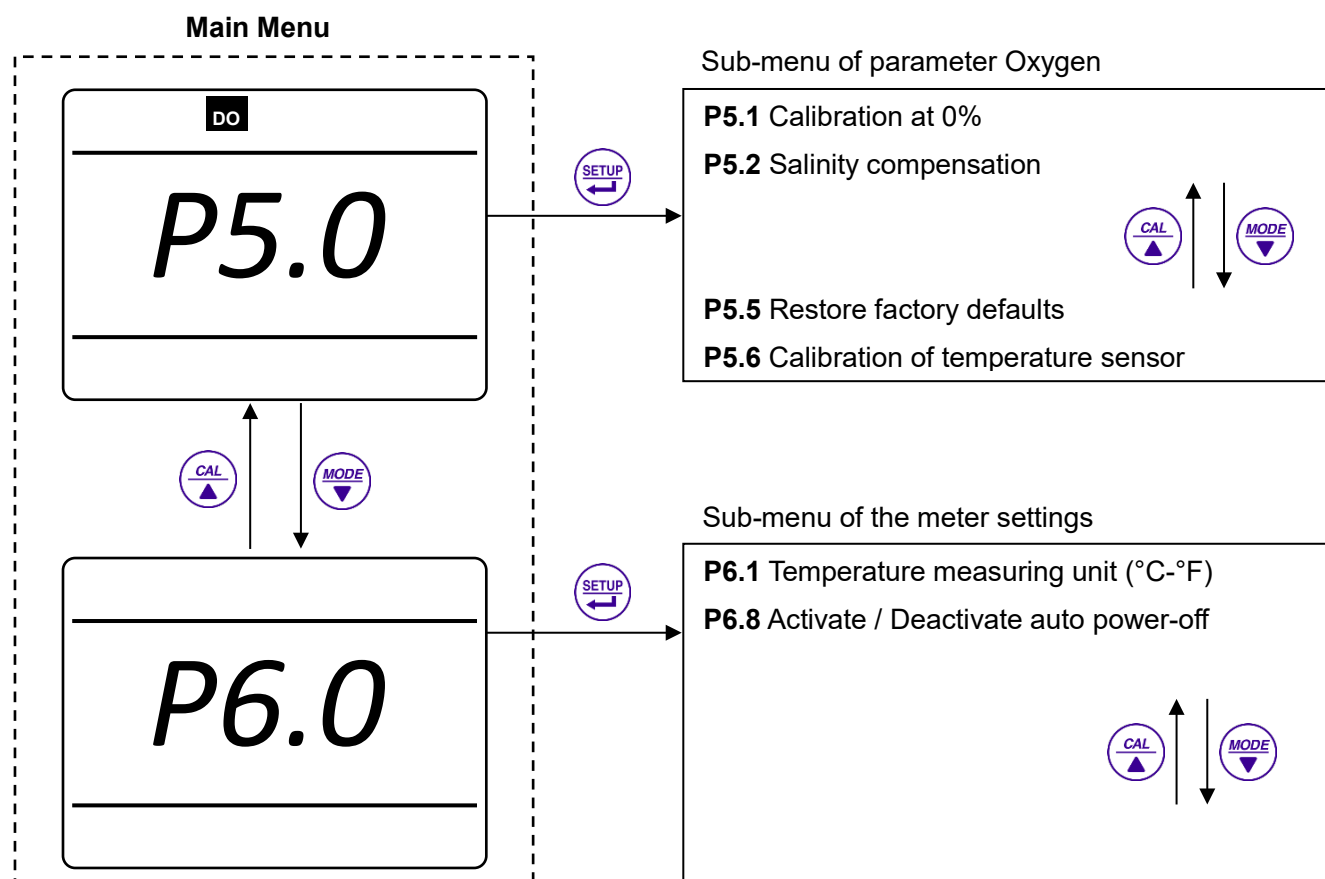 Main Menu
DO
P5.0
SETUP
Sub-menu of parameter Oxygen
P5.1 Calibration at 0%
P5.2 Salinity compensation
CAL
MODE
P5.5 Restore factory defaults
P5.6 Calibration of temperature sensor
CAL
MODE
P6.0
SETUP
Sub-menu of the meter settings
P6.1 Temperature measuring unit (°C-°F)
P6.8 Activate / Deactivate auto power-off
CAL
MODE